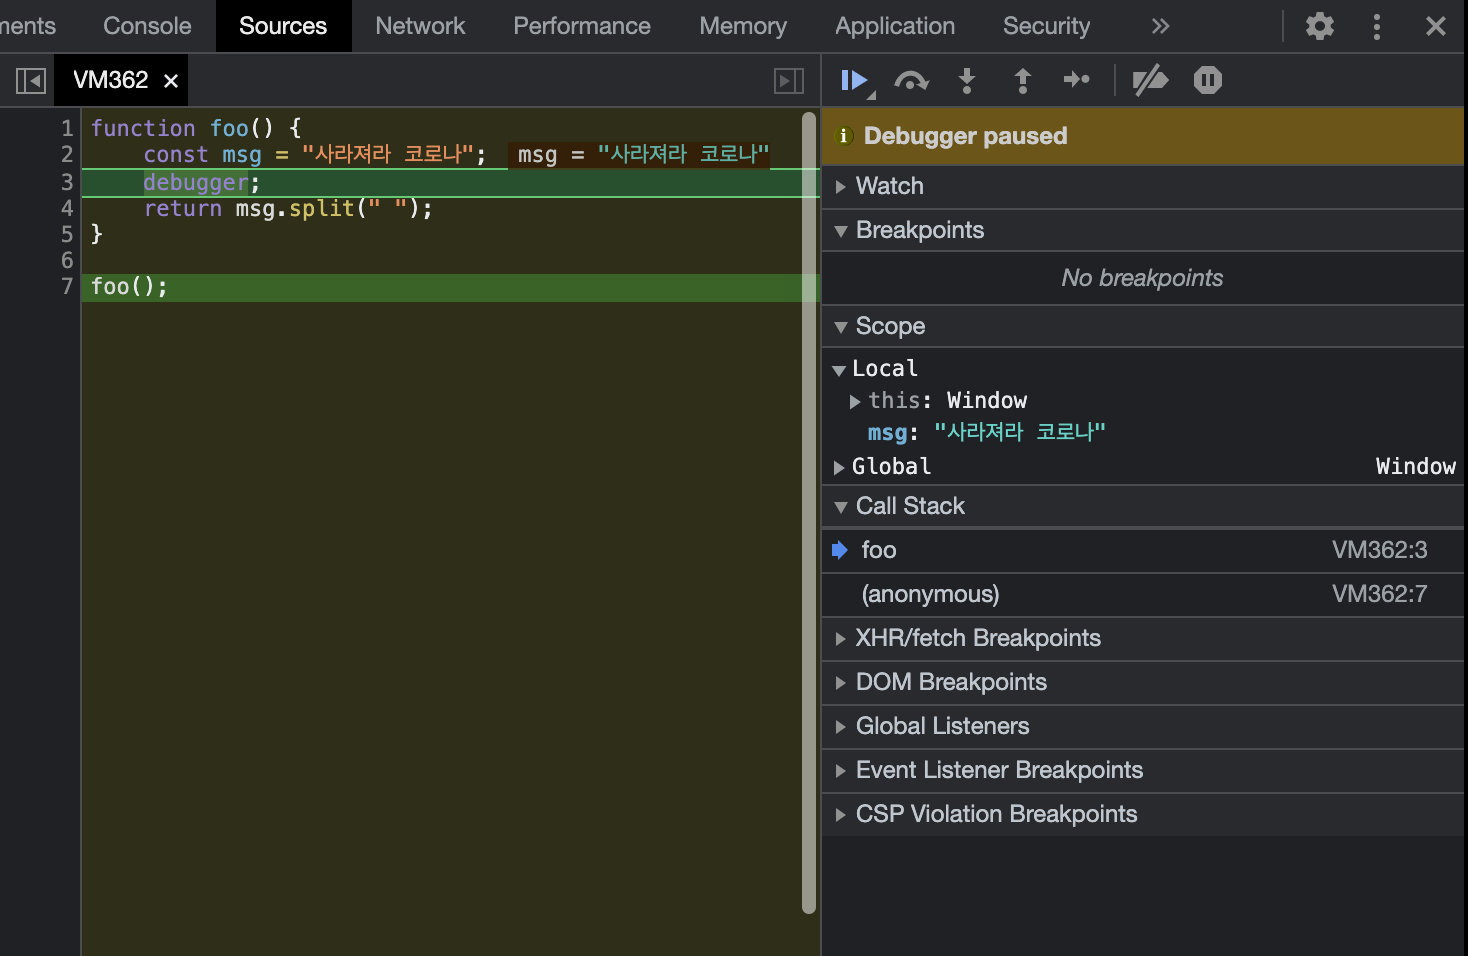 ments Console Sources Network Performance Memory Application Security »
VM362 ×
Debugger paused
1 function foo() {
2 const msg = "사라져라 코로나"; msg = "사라져라 코로나"
3 debugger;
4 return msg.split(" ");
5 }
6
7 foo();
Watch
Breakpoints
No breakpoints
Scope
Local
this: Window
msg: "사라져라 코로나"
Global Window
Call Stack
foo VM362:3
(anonymous) VM362:7
XHR/fetch Breakpoints
DOM Breakpoints
Global Listeners
Event Listener Breakpoints
CSP Violation Breakpoints